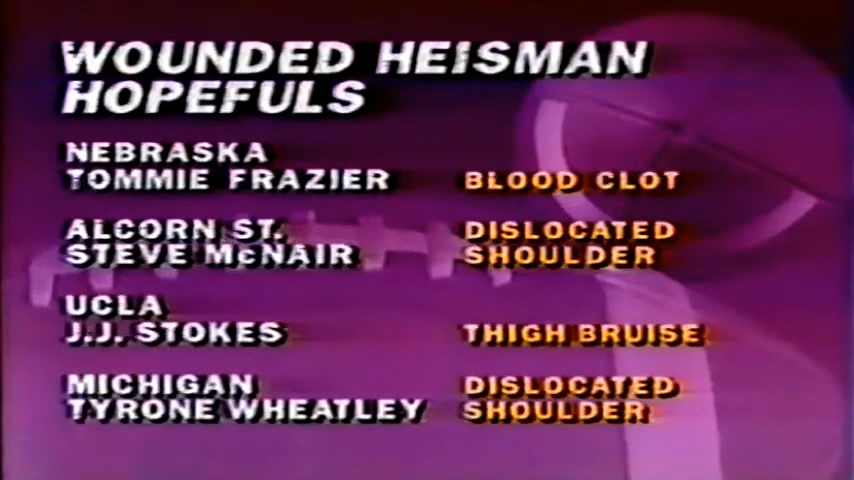 WOUNDED HEISMAN
HOPEFULS
NEBRASKA
TOMMIE FRAZIER BLOOD CLOT
ALCORN ST. DISLOCATED
STEVE McNAIR SHOULDER
UCLA
J.J. STOKES THIGH BRUISE
MICHIGAN DISLOCATED
TYRONE WHEATLEY SHOULDER